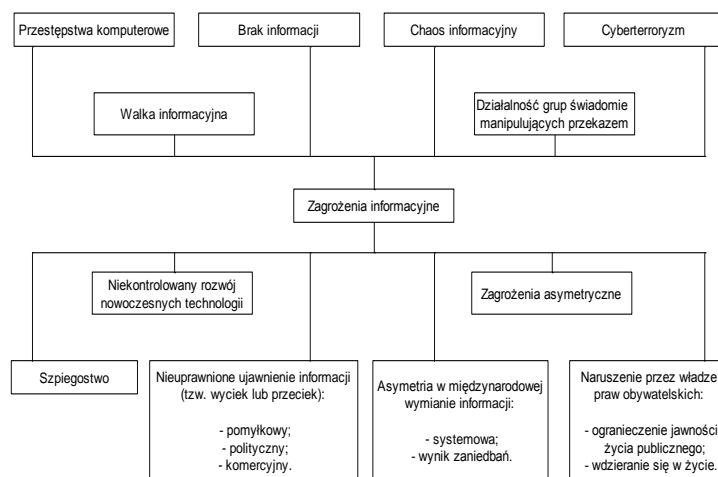 Przestępstwa komputerowe
Brak informacji
Chaos informacyjny
Cyberterroryzm
Walka informacyjna
Działalność grup świadomie
manipulujących przekazem
Zagrożenia informacyjne
Niekontrolowany rozwój
nowoczesnych technologii
Zagrożenia asymetryczne
Szpiegostwo
Nieuprawnione ujawnienie informacji
(tzw. wyciek lub przeciek):
- pomyłkowy;
- polityczny;
- komercyjny.
Asymetria w międzynarodowej
wymianie informacji:
- systemowa;
- wynik zaniedbań.
Naruszenie przez władze
praw obywatelskich:
- ograniczenie jawności
życia publicznego;
- wdzieranie się w życie.